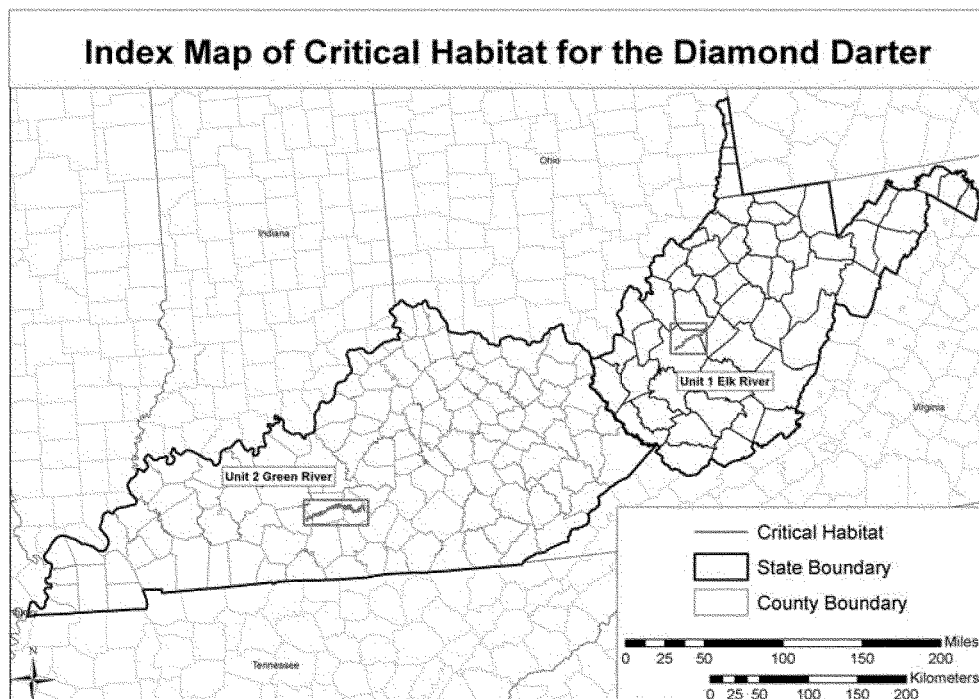 Index Map of Critical Habitat for the Diamond Darter
Ohio
Indiana
Unit 1 Elk River
Virginia
Unit 2 Green River
Critical Habitat
State Boundary
County Boundary
Miles
0 25 50 100 150 200
Kilometers
0 25 50 100 150 200
N
Tennessee